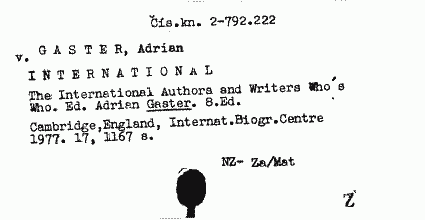 Čís.kn. 2-792.222
v. GASTER, Adrian
INTERNATIONAL
The International Authora and Writers Who's
Who. Ed. Adrian Gaster. 8.Ed.
Cambridge,England, Internat.Biogr.Centre
1977. 17, 1167 s.
NZ- Za/Mat
Z